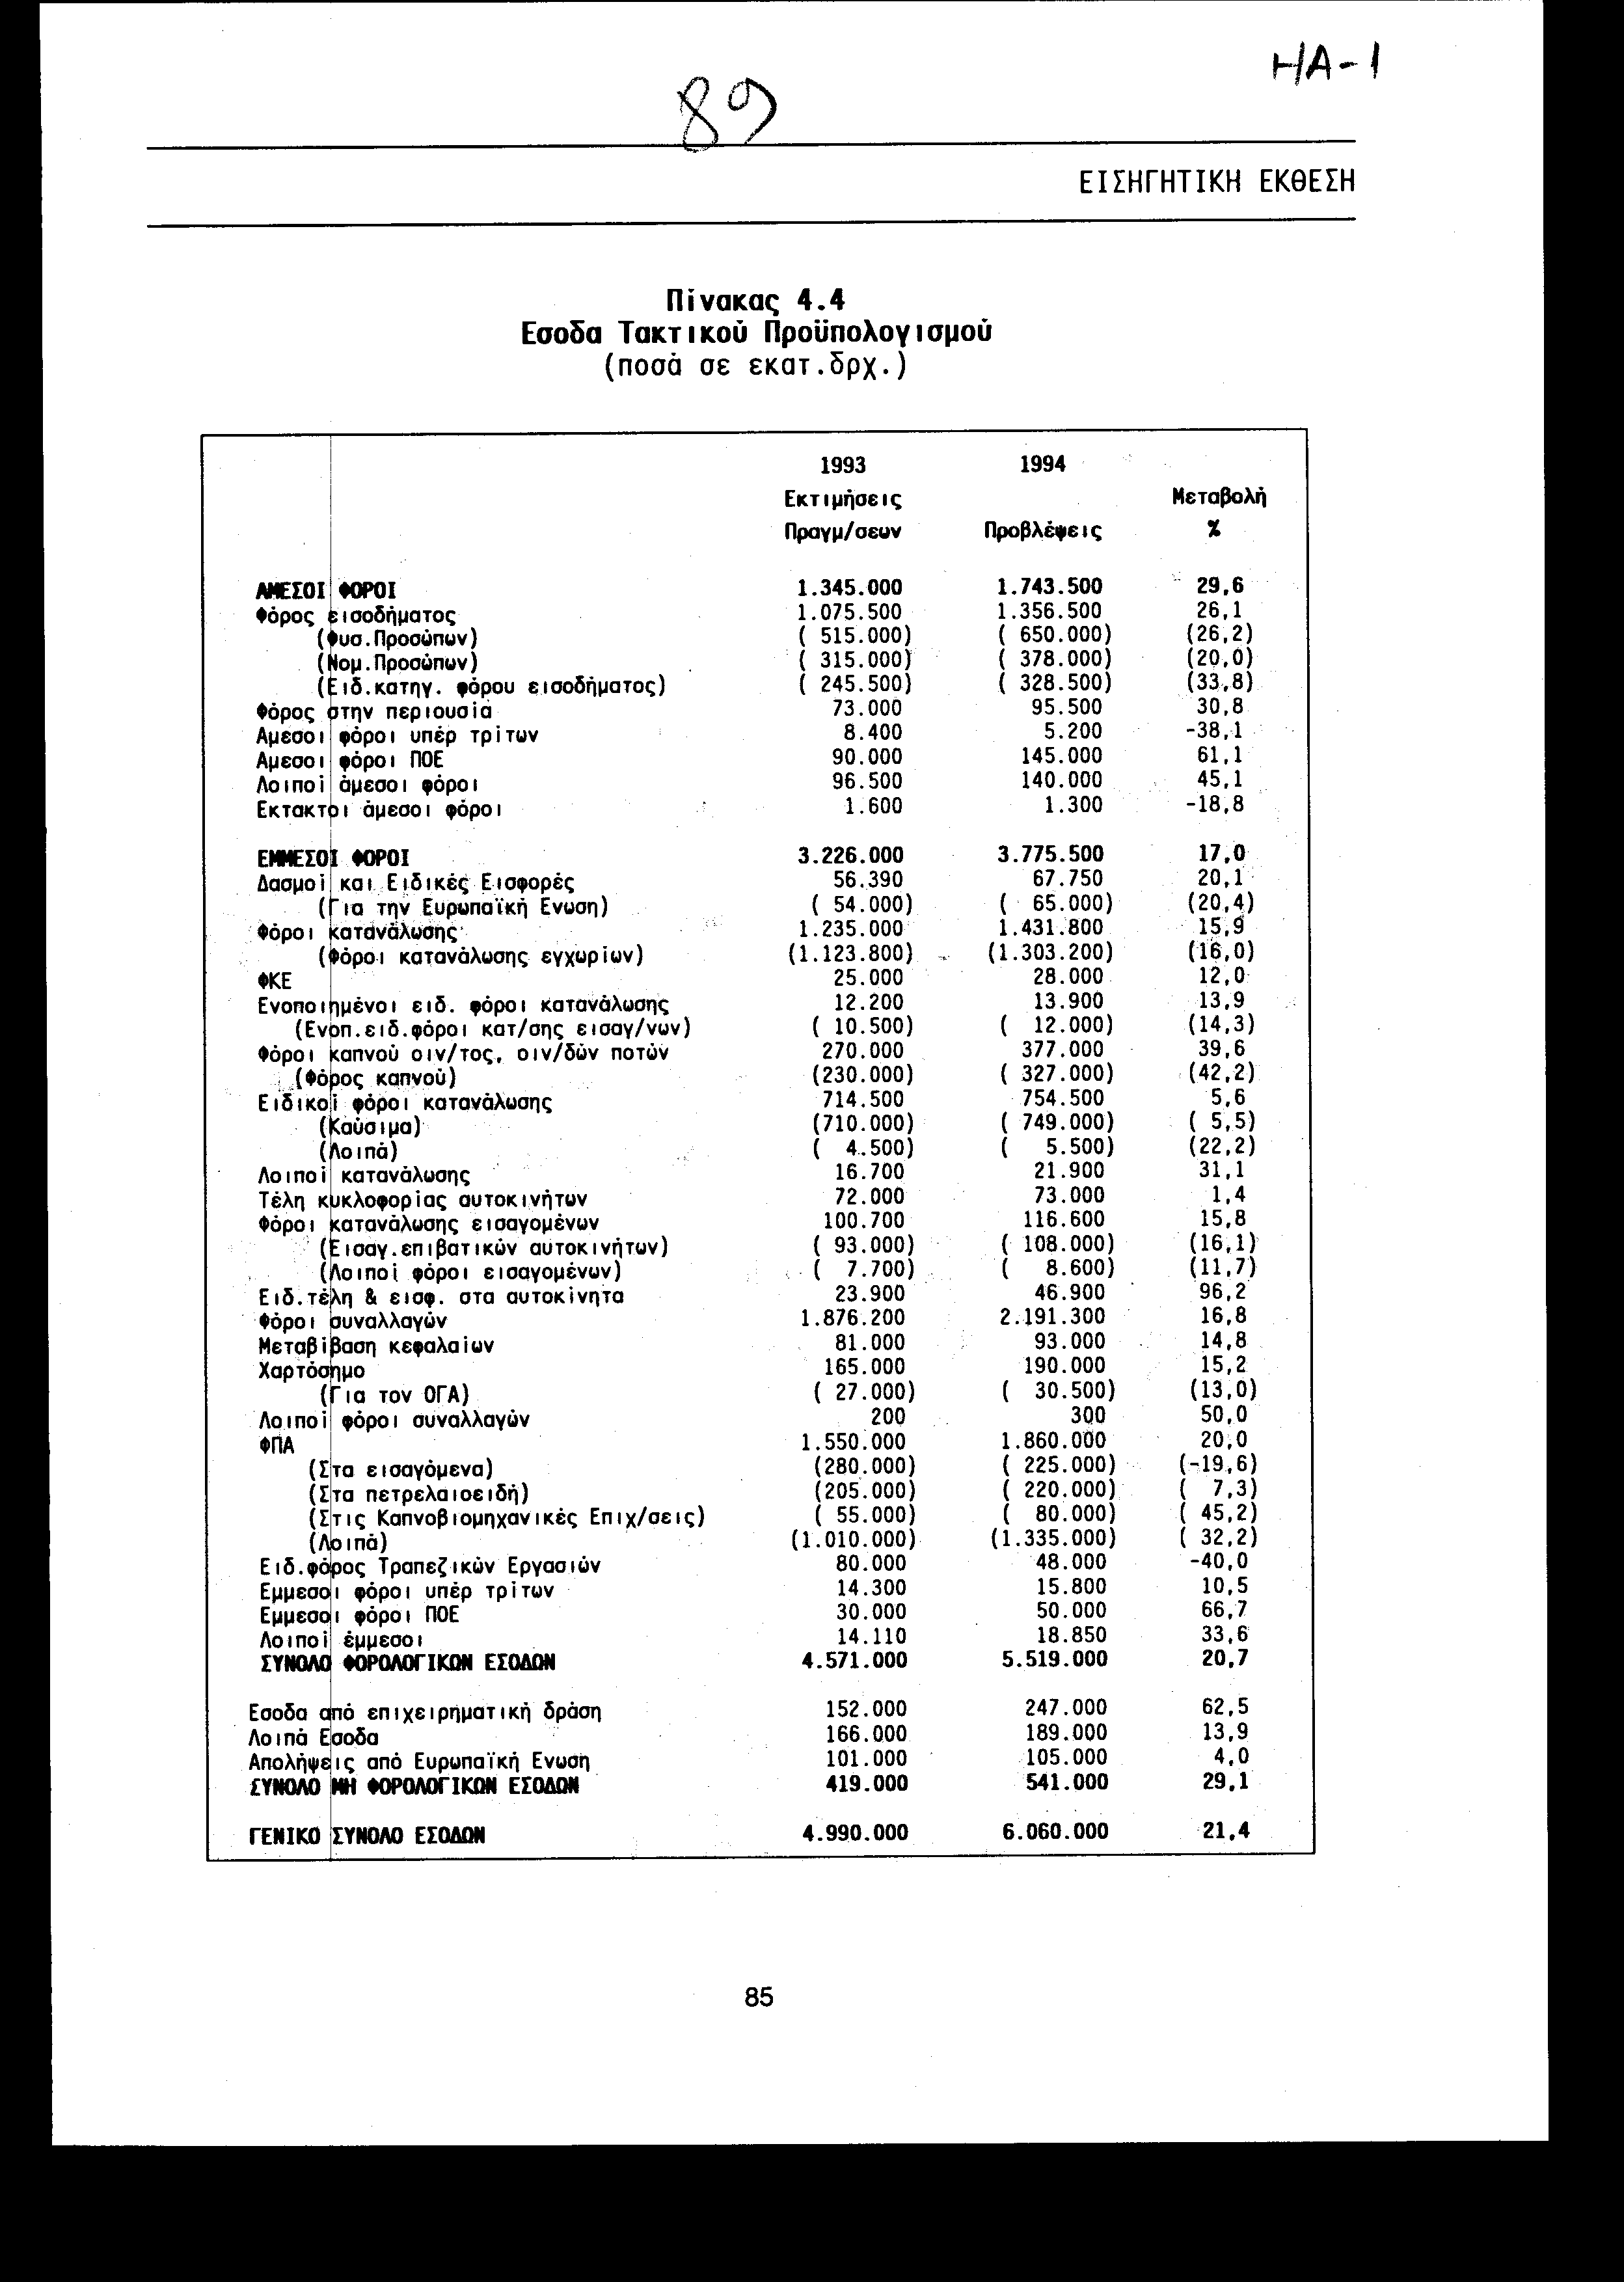 HA-1
89
ΕΙΣΗΓΗΤΙΚΗ ΕΚΘΕΣΗ
Πίνακας 4.4
Εσοδα Τακτικού Προϋπολογισμού
(ποσά σε εκατ.δρχ.)
1993 1994
Εκτιμήσεις Μεταβολή
Πραγμ/σεων Προβλέψεις %
ΑΜΕΣΟΙ ΦΟΡΟΙ 1.345.000 1.743.500 29,6
Φόρος εισοδήματος 1.075.500 1.356.500 26,1
(Φυσ.Προσώπων) ( 515.000) ( 650.000) (26,2)
(Νομ.Προσώπων) ( 315.000) ( 378.000) (20,0)
(Ειδ.κατηγ. φόρου εισοδήματος) ( 245.500) ( 328.500) (33,8)
Φόρος στην περιουσία 73.000 95.500 30,8
Αμεσοι φόροι υπέρ τρίτων 8.400 5.200 -38,1
Αμεσοι φόροι ΠΟΕ 90.000 145.000 61,1
Λοιποί άμεσοι φόροι 96.500 140.000 45,1
Εκτακτοι άμεσοι φόροι 1.600 1.300 -18,8
ΕΜΜΕΣΟΙ ΦΟΡΟΙ 3.226.000 3.775.500 17,0
Δασμοί και Ειδικές Εισφορές 56.390 67.750 20,1
(Για την Ευρωπαϊκή Ενωση) ( 54.000) ( 65.000) (20,4)
Φόροι κατανάλωσης 1.235.000 1.431.800 15,9
(Φόροι κατανάλωσης εγχωρίων) (1.123.800) (1.303.200) (16,0)
ΦΚΕ 25.000 28.000 12,0
Ενοποιημένοι ειδ. φόροι κατανάλωσης 12.200 13.900 13,9
(Ενοπ.ειδ.φόροι κατ/σης εισαγ/νων) ( 10.500) ( 12.000) (14,3)
Φόροι καπνού οιν/τος, οιν/δών ποτών 270.000 377.000 39,6
(Φόρος καπνού) (230.000) ( 327.000) (42,2)
Ειδικοί φόροι κατανάλωσης 714.500 754.500 5,6
(Καύσιμα) (710.000) ( 749.000) ( 5,5)
(Λοιπά) ( 4.500) ( 5.500) (22,2)
Λοιποί κατανάλωσης 16.700 21.900 31,1
Τέλη κυκλοφορίας αυτοκινήτων 72.000 73.000 1,4
Φόροι κατανάλωσης εισαγομένων 100.700 116.600 15,8
(Εισαγ.επιβατικών αυτοκινήτων) ( 93.000) ( 108.000) (16,1)
(Λοιποί φόροι εισαγομένων) ( 7.700) ( 8.600) (11,7)
Ειδ.τέλη & εισφ. στα αυτοκίνητα 23.900 46.900 96,2
Φόροι συναλλαγών 1.876.200 2.191.300 16,8
Μεταβίβαση κεφαλαίων 81.000 93.000 14,8
Χαρτόσημο 165.000 190.000 15,2
(Για τον ΟΓΑ) ( 27.000) ( 30.500) (13,0)
Λοιποί φόροι συναλλαγών 200 300 50,0
ΦΠΑ 1.550.000 1.860.000 20,0
(Στα εισαγόμενα) (280.000) ( 225.000) (-19,6)
(Στα πετρελαιοειδή) (205.000) ( 220.000) ( 7,3)
(Στις Καπνοβιομηχανικές Επιχ/σεις) ( 55.000) ( 80.000) ( 45,2)
(Λοιπά) (1.010.000) (1.335.000) ( 32,2)
Ειδ.φόρος Τραπεζικών Εργασιών 80.000 48.000 -40,0
Εμμεσοι φόροι υπέρ τρίτων 14.300 15.800 10,5
Εμμεσοι φόροι ΠΟΕ 30.000 50.000 66,7
Λοιποί έμμεσοι 14.110 18.850 33,6
ΣΥΝΟΛΟ ΦΟΡΟΛΟΓΙΚΩΝ ΕΣΟΔΩΝ 4.571.000 5.519.000 20,7
Εσοδα από επιχειρηματική δράση 152.000 247.000 62,5
Λοιπά Εσοδα 166.000 189.000 13,9
Απολήψεις από Ευρωπαϊκή Ενωση 101.000 105.000 4,0
ΣΥΝΟΛΟ ΜΗ ΦΟΡΟΛΟΓΙΚΩΝ ΕΣΟΔΩΝ 419.000 541.000 29,1
ΓΕΝΙΚΟ ΣΥΝΟΛΟ ΕΣΟΔΩΝ 4.990.000 6.060.000 21,4
85